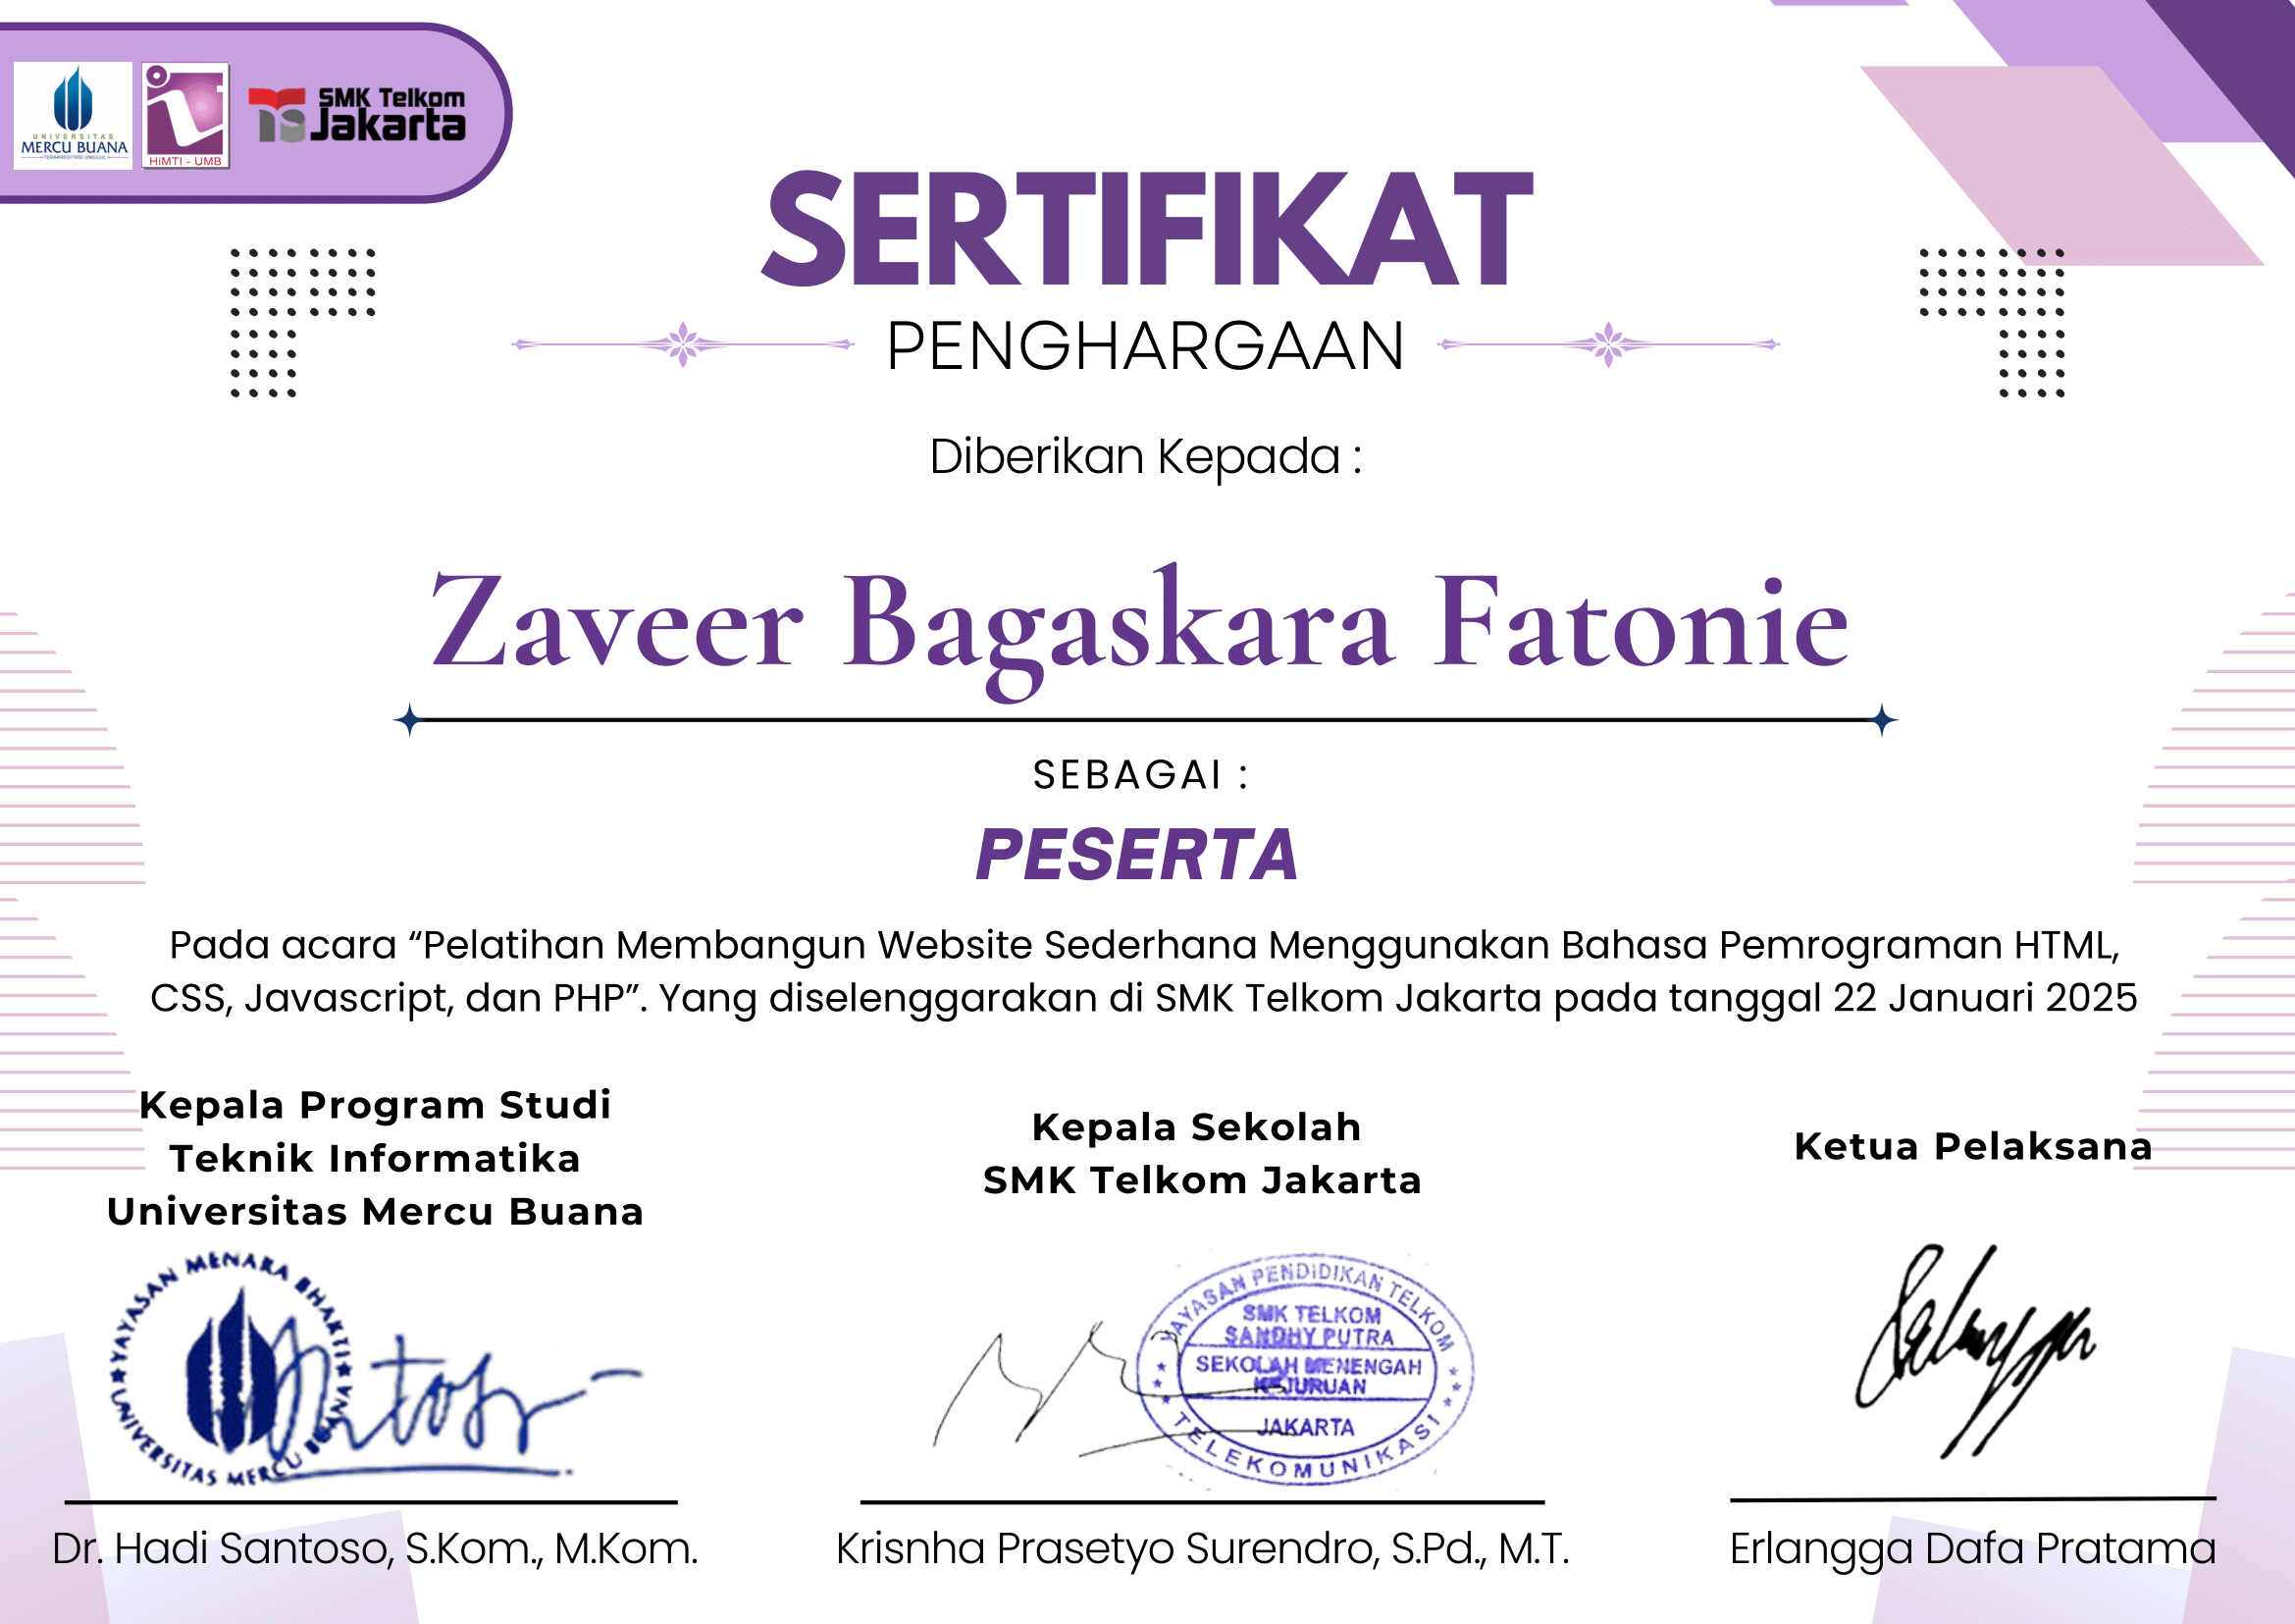 UNIVERSITAS
MERCU BUANA
TERAKREDITASI UNGGUL
HiMTI - UMB
SMK Telkom
Jakarta
SERTIFIKAT
PENGHARGAAN
Diberikan Kepada :
Zaveer Bagaskara Fatonie
SEBAGAI :
PESERTA
Pada acara “Pelatihan Membangun Website Sederhana Menggunakan Bahasa Pemrograman HTML,
CSS, Javascript, dan PHP”. Yang diselenggarakan di SMK Telkom Jakarta pada tanggal 22 Januari 2025
Kepala Program Studi
Teknik Informatika
Universitas Mercu Buana
Kepala Sekolah
SMK Telkom Jakarta
Ketua Pelaksana
YAYASAN MENARA BHAKTI
UNIVERSITAS MERCU BUANA
YAYASAN PENDIDIKAN TELKOM
SMK TELKOM
SANDHY PUTRA
SEKOLAH MENENGAH
KEJURUAN
JAKARTA
TELEKOMUNIKASI
Dr. Hadi Santoso, S.Kom., M.Kom.
Krisnha Prasetyo Surendro, S.Pd., M.T.
Erlangga Dafa Pratama